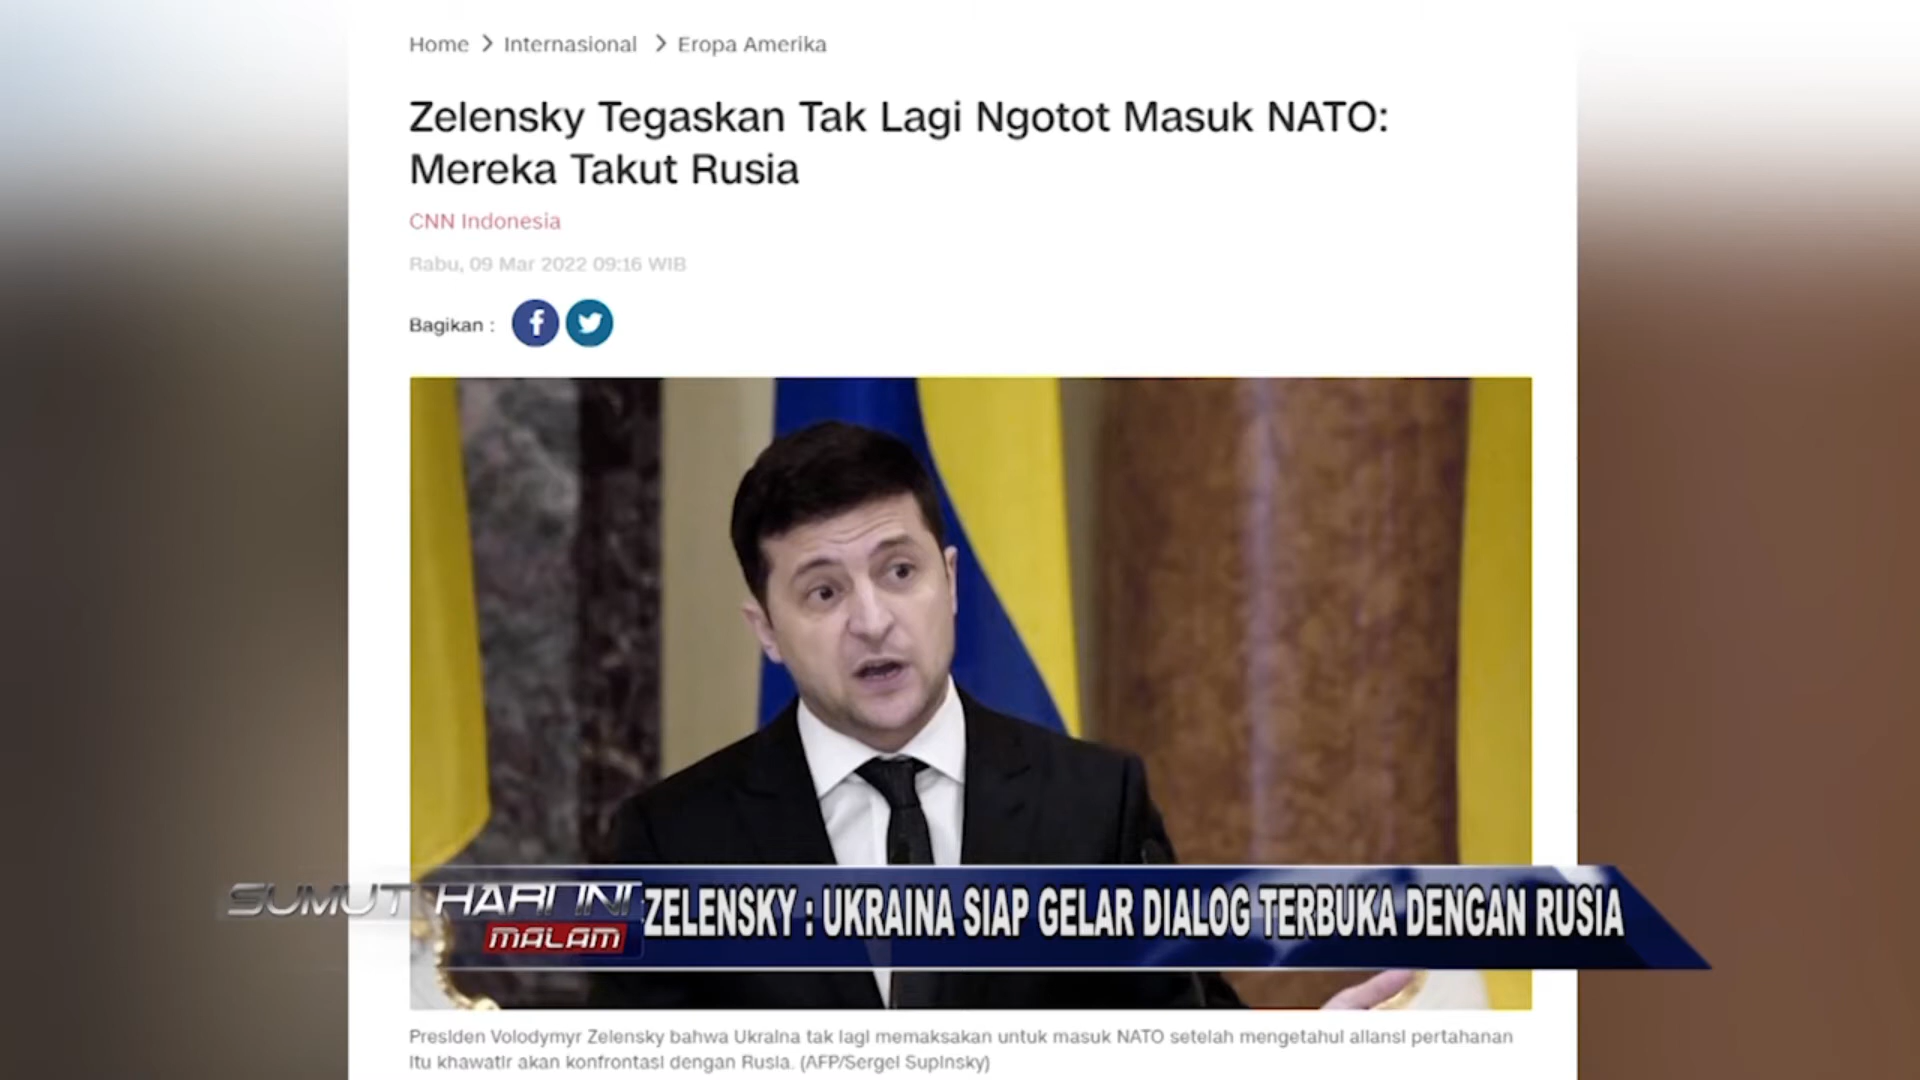 Home > Internasional > Eropa Amerika
Zelensky Tegaskan Tak Lagi Ngotot Masuk NATO:
Mereka Takut Rusia
CNN Indonesia
Rabu, 09 Mar 2022 09:16 WIB
Bagikan :
SUMUT HARI INI
MALAM
ZELENSKY : UKRAINA SIAP GELAR DIALOG TERBUKA DENGAN RUSIA
Presiden Volodymyr Zelensky bahwa Ukraina tak lagi memaksakan untuk masuk NATO setelah mengetahui aliansi pertahanan
itu khawatir akan konfrontasi dengan Rusia. (AFP/Sergei Supinsky)